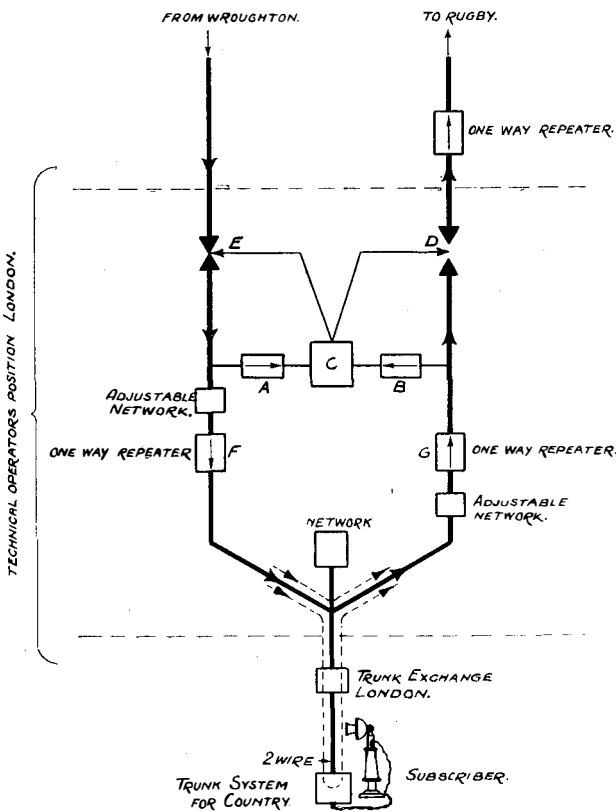 FROM WROUGHTON.
TO RUGBY.
ONE WAY REPEATER.
TECHNICAL OPERATORS POSITION LONDON.
E
D
C
A
B
ADJUSTABLE
NETWORK.
ONE WAY REPEATER
F
G
ONE WAY REPEATER.
ADJUSTABLE
NETWORK.
NETWORK
TRUNK EXCHANGE
LONDON.
2 WIRE
TRUNK SYSTEM
FOR COUNTRY.
SUBSCRIBER.